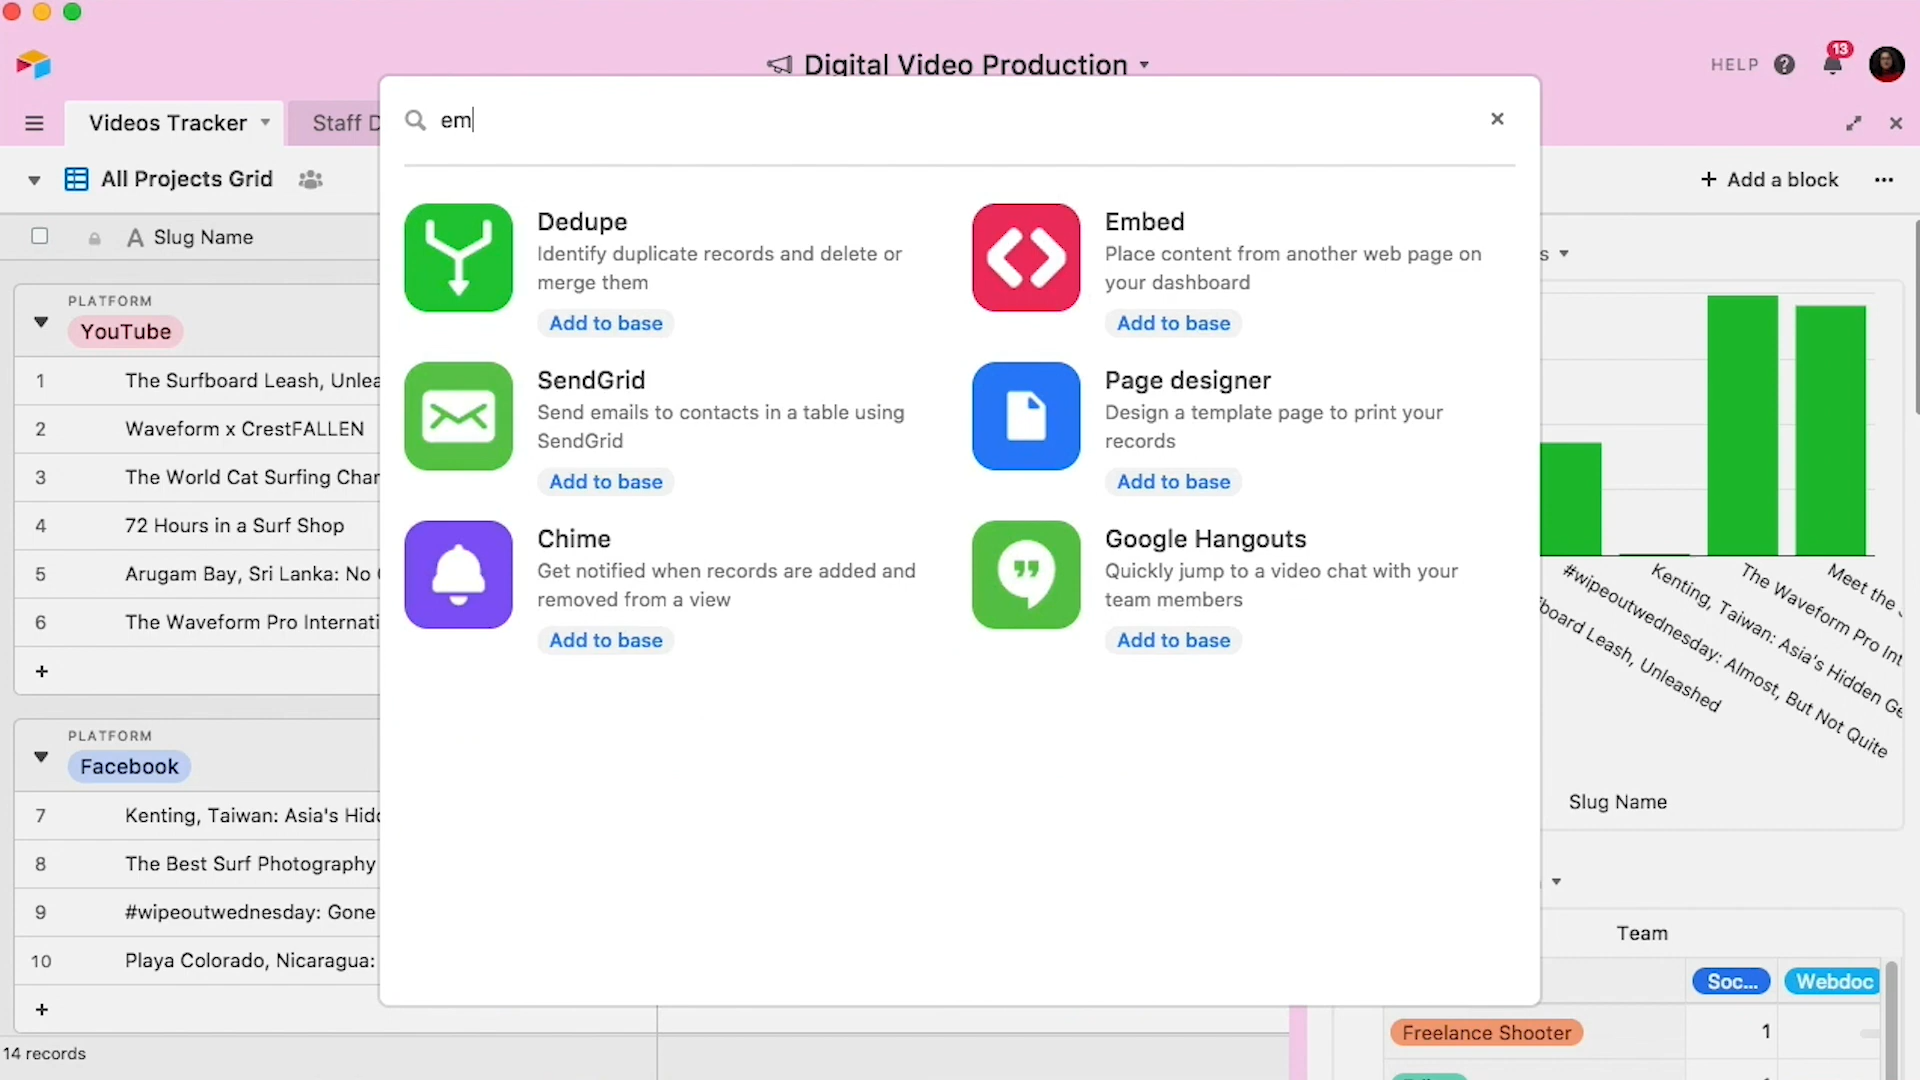 Digital Video Production
HELP
13
Videos Tracker
Staff D
em
All Projects Grid
Add a block
A Slug Name
PLATFORM
YouTube
1 The Surfboard Leash, Unlea
2 Waveform x CrestFALLEN
3 The World Cat Surfing Char
4 72 Hours in a Surf Shop
5 Arugam Bay, Sri Lanka: No
6 The Waveform Pro Internati
+
PLATFORM
Facebook
7 Kenting, Taiwan: Asia's Hid
8 The Best Surf Photography
9 #wipeoutwednesday: Gone
10 Playa Colorado, Nicaragua:
+
14 records
Dedupe
Identify duplicate records and delete or
merge them
Add to base
Embed
Place content from another web page on
your dashboard
Add to base
SendGrid
Send emails to contacts in a table using
SendGrid
Add to base
Page designer
Design a template page to print your
records
Add to base
Chime
Get notified when records are added and
removed from a view
Add to base
Google Hangouts
Quickly jump to a video chat with your
team members
Add to base
s
board Leash, Unleashed
#wipeoutwednesday: Almost, But Not Quite
Kenting, Taiwan: Asia's Hidden Ge
The Waveform Pro Int
Meet the
Slug Name
Team
Soc...
Webdoc
Freelance Shooter
1